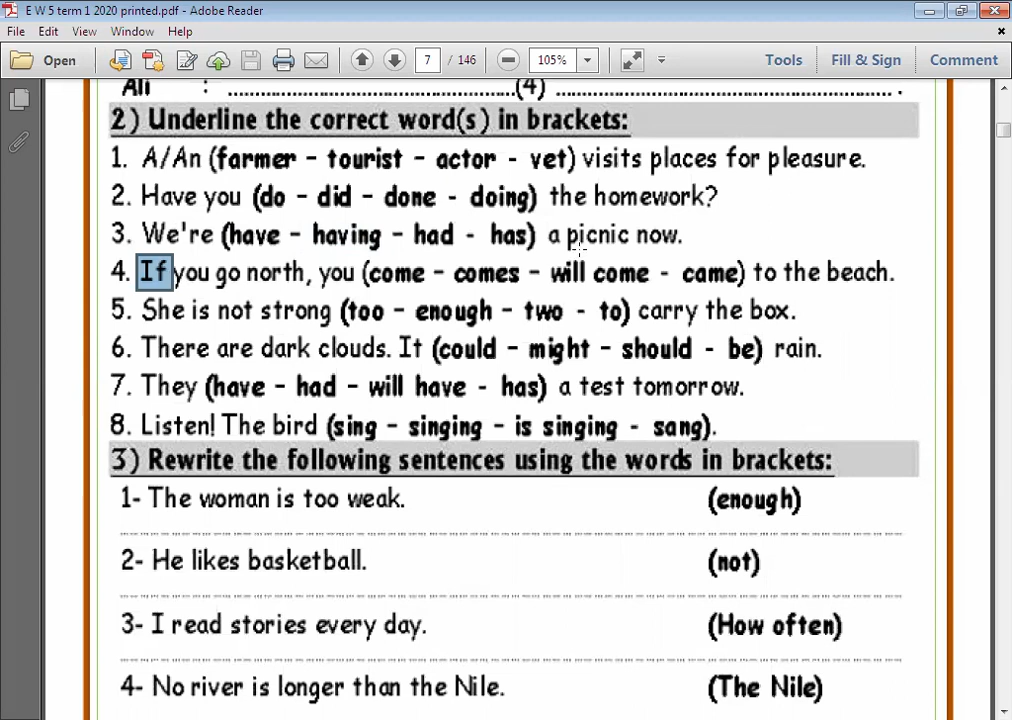 E W 5 term 1 2020 printed.pdf - Adobe Reader
File Edit View Window Help
Open 7 / 146 105% Tools Fill & Sign Comment
Ali : ......................................................(4) ............................................................... .
2) Underline the correct word(s) in brackets:
1. A/An (farmer – tourist – actor - vet) visits places for pleasure.
2. Have you (do – did – done - doing) the homework?
3. We're (have – having – had - has) a picnic now.
4. If you go north, you (come – comes – will come - came) to the beach.
5. She is not strong (too – enough – two - to) carry the box.
6. There are dark clouds. It (could – might – should - be) rain.
7. They (have – had – will have - has) a test tomorrow.
8. Listen! The bird (sing – singing – is singing - sang).
3) Rewrite the following sentences using the words in brackets:
1- The woman is too weak. (enough)
2- He likes basketball. (not)
3- I read stories every day. (How often)
4- No river is longer than the Nile. (The Nile)